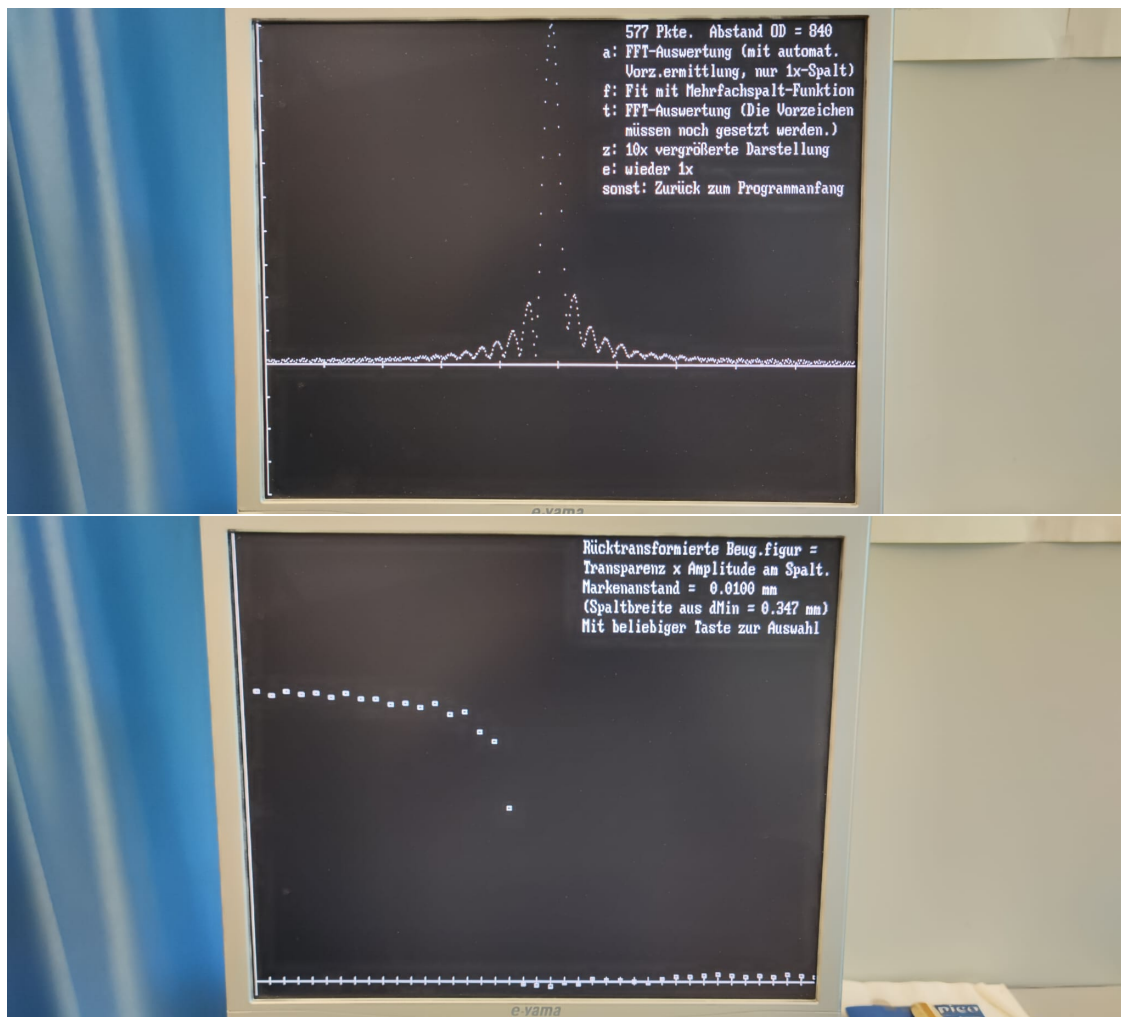 577 Pkte.  Abstand OD = 840
a: FFT-Auswertung (mit automat.
Vorz.ermittlung, nur 1x-Spalt)
f: Fit mit Mehrfachspalt-Funktion
t: FFT-Auswertung (Die Vorzeichen
müssen noch gesetzt werden.)
z: 10x vergrößerte Darstellung
e: wieder 1x
sonst: Zurück zum Programmanfang
e-yama
Rücktransformierte Beug.figur =
Transparenz x Amplitude am Spalt.
Markenanstand =  0.0100 mm
(Spaltbreite aus dMin = 0.347 mm)
Mit beliebiger Taste zur Auswahl
e-yama
pico